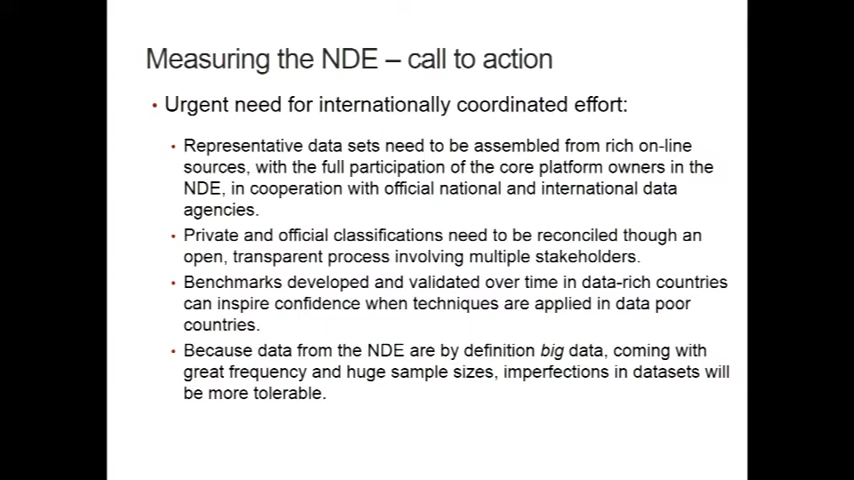 Measuring the NDE – call to action
• Urgent need for internationally coordinated effort:
• Representative data sets need to be assembled from rich on-line
sources, with the full participation of the core platform owners in the
NDE, in cooperation with official national and international data
agencies.
• Private and official classifications need to be reconciled though an
open, transparent process involving multiple stakeholders.
• Benchmarks developed and validated over time in data-rich countries
can inspire confidence when techniques are applied in data poor
countries.
• Because data from the NDE are by definition big data, coming with
great frequency and huge sample sizes, imperfections in datasets will
be more tolerable.